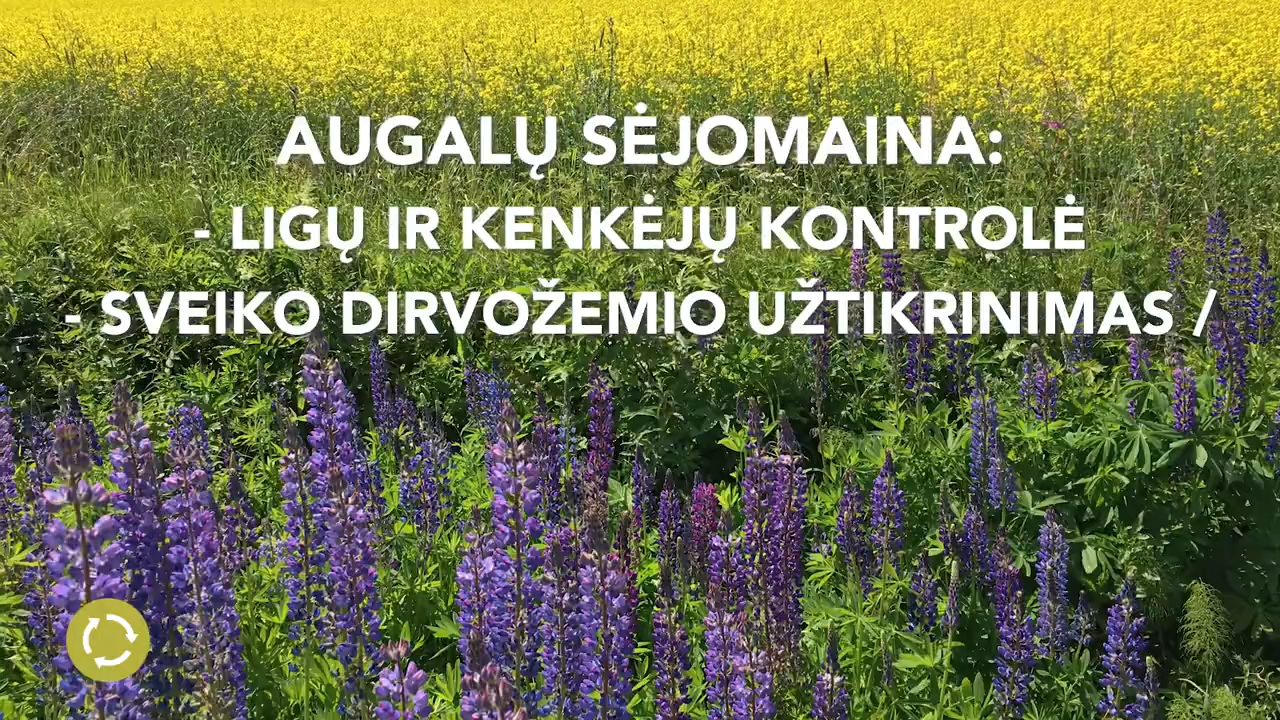 AUGALŲ SĖJOMAINA:
- LIGŲ IR KENKĖJŲ KONTROLĖ
- SVEIKO DIRVOŽEMIO UŽTIKRINIMAS /